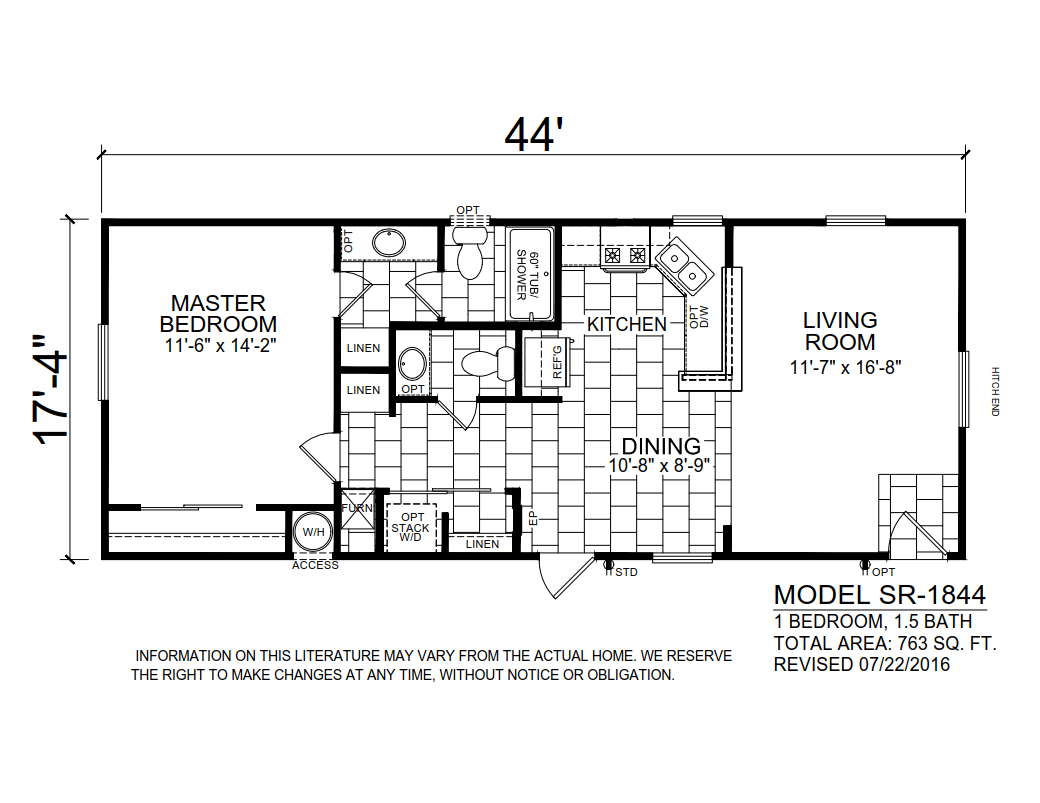 44'
17'-4"
OPT
OPT
60" TUB/
SHOWER
MASTER
BEDROOM
11'-6" x 14'-2"
LINEN
LINEN
OPT
REF'G
KITCHEN
OPT
D/W
LIVING
ROOM
11'-7" x 16'-8"
HITCH END
DINING
10'-8" x 8'-9"
FURN
OPT
STACK
W/D
LINEN
EP
W/H
ACCESS
STD
OPT
MODEL SR-1844
1 BEDROOM, 1.5 BATH
TOTAL AREA: 763 SQ. FT.
REVISED 07/22/2016
INFORMATION ON THIS LITERATURE MAY VARY FROM THE ACTUAL HOME. WE RESERVE
THE RIGHT TO MAKE CHANGES AT ANY TIME, WITHOUT NOTICE OR OBLIGATION.